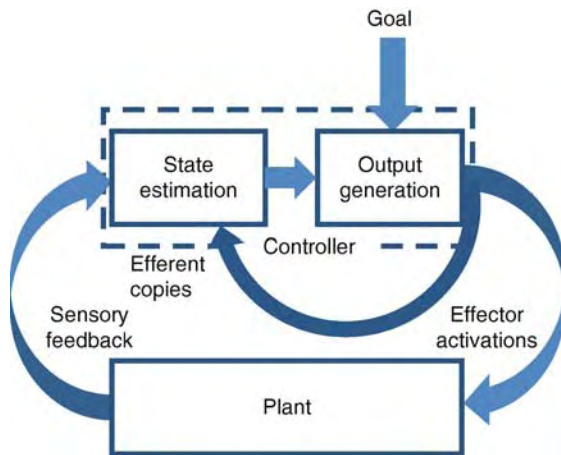 Goal
State
estimation
Output
generation
Controller
Efferent
copies
Sensory
feedback
Effector
activations
Plant